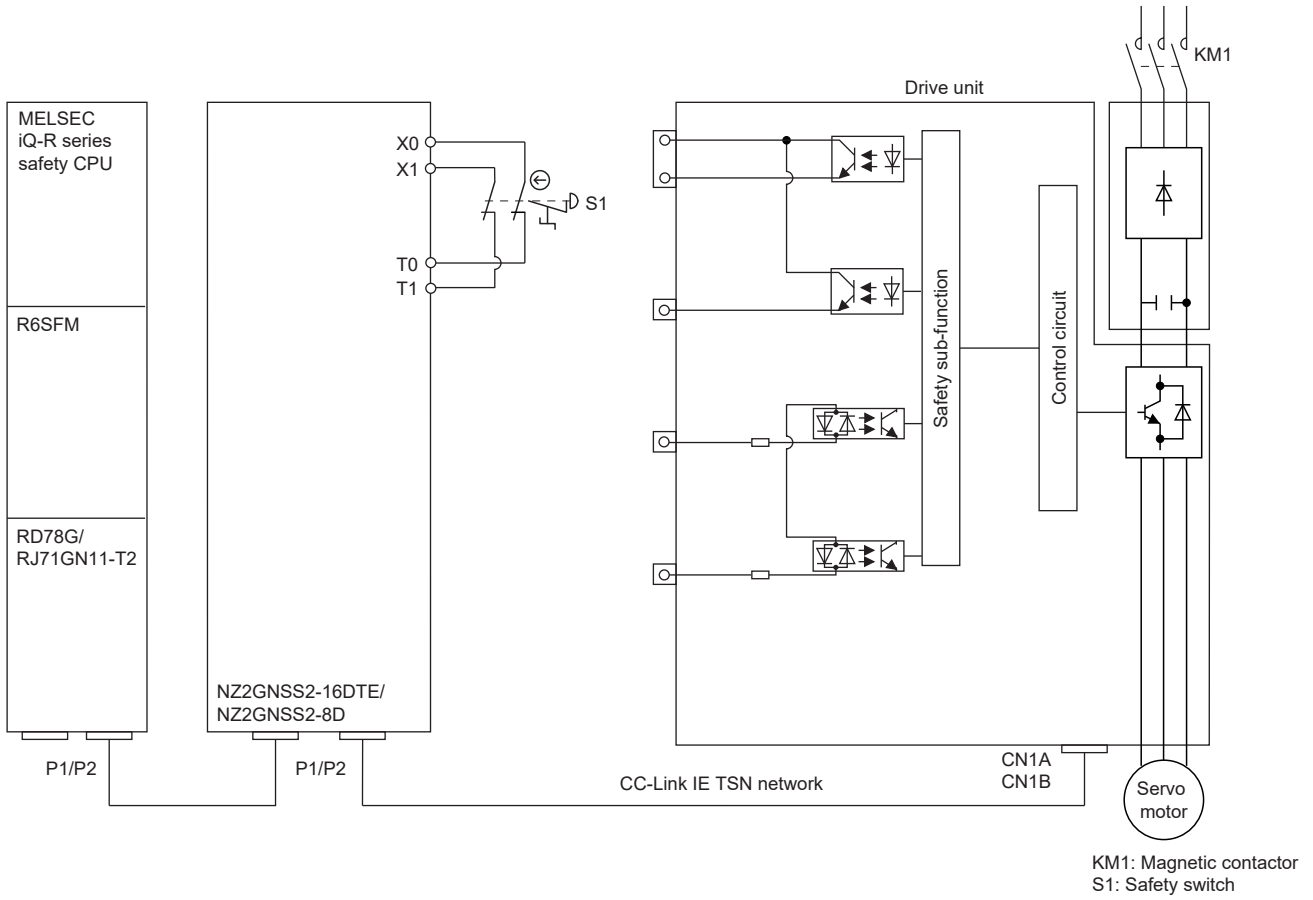 KM1
Drive unit
MELSEC
iQ-R series
safety CPU
X0
X1
S1
T0
T1
R6SFM
Safety sub-function
Control circuit
RD78G/
RJ71GN11-T2
NZ2GNSS2-16DTE/
NZ2GNSS2-8D
P1/P2
P1/P2
CC-Link IE TSN network
CN1A
CN1B
Servo
motor
KM1: Magnetic contactor
S1: Safety switch